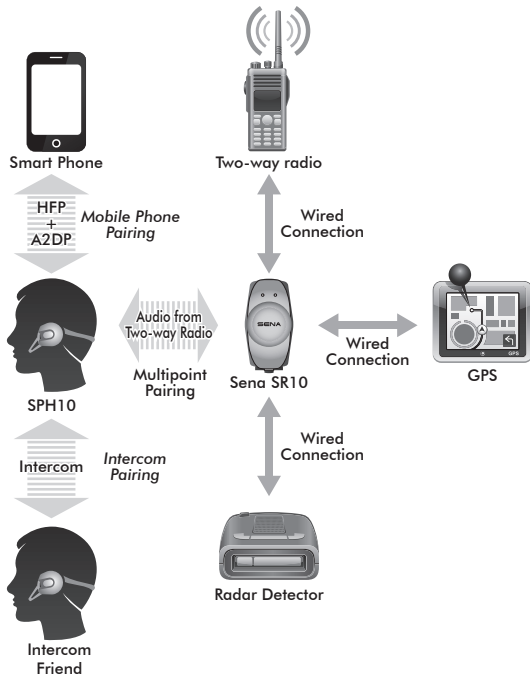 Smart Phone
Two-way radio
HFP
+
A2DP
Mobile Phone
Pairing
Wired
Connection
SENA
Audio from
Two-way Radio
Multipoint
Pairing
SPH10
Sena SR10
Wired
Connection
GPS
GPS
Intercom
Intercom
Pairing
Wired
Connection
Radar Detector
Intercom
Friend